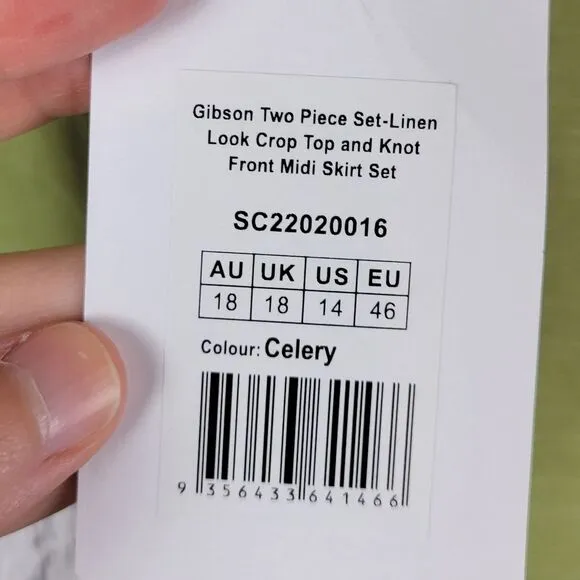 Gibson Two Piece Set-Linen
Look Crop Top and Knot
Front Midi Skirt Set
SC22020016
AU UK US EU
18 18 14 46
Colour: Celery
9 356433 641466